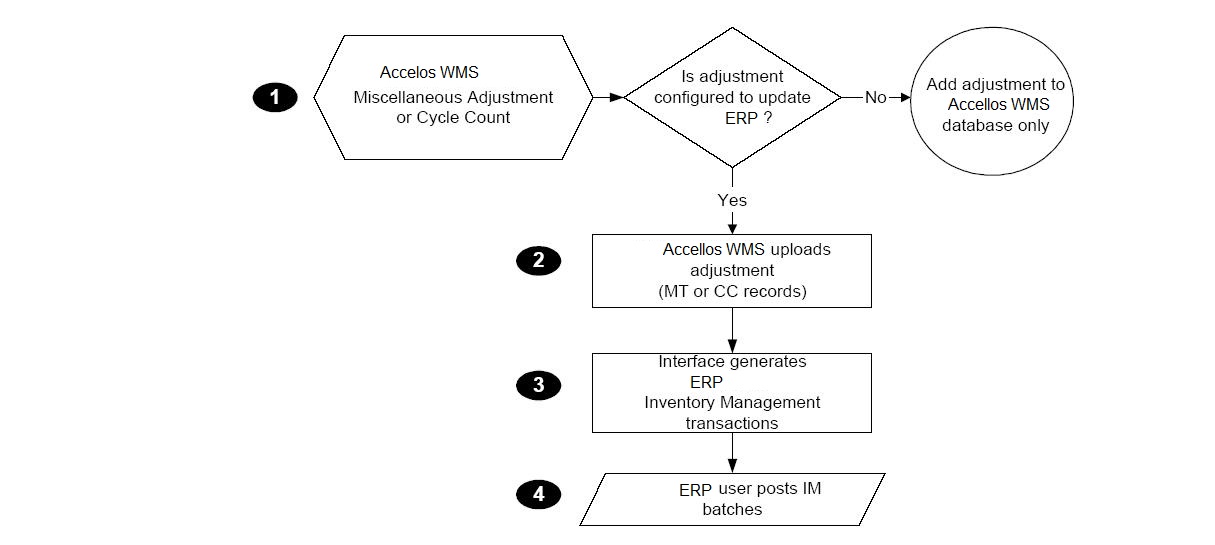 1
Accelos WMS
Miscellaneous Adjustment
or Cycle Count
Is adjustment
configured to update
ERP ?
No
Add adjustment to
Accellos WMS
database only
Yes
2
Accellos WMS uploads
adjustment
(MT or CC records)
3
Interface generates
ERP
Inventory Management
transactions
4
ERP user posts IM
batches